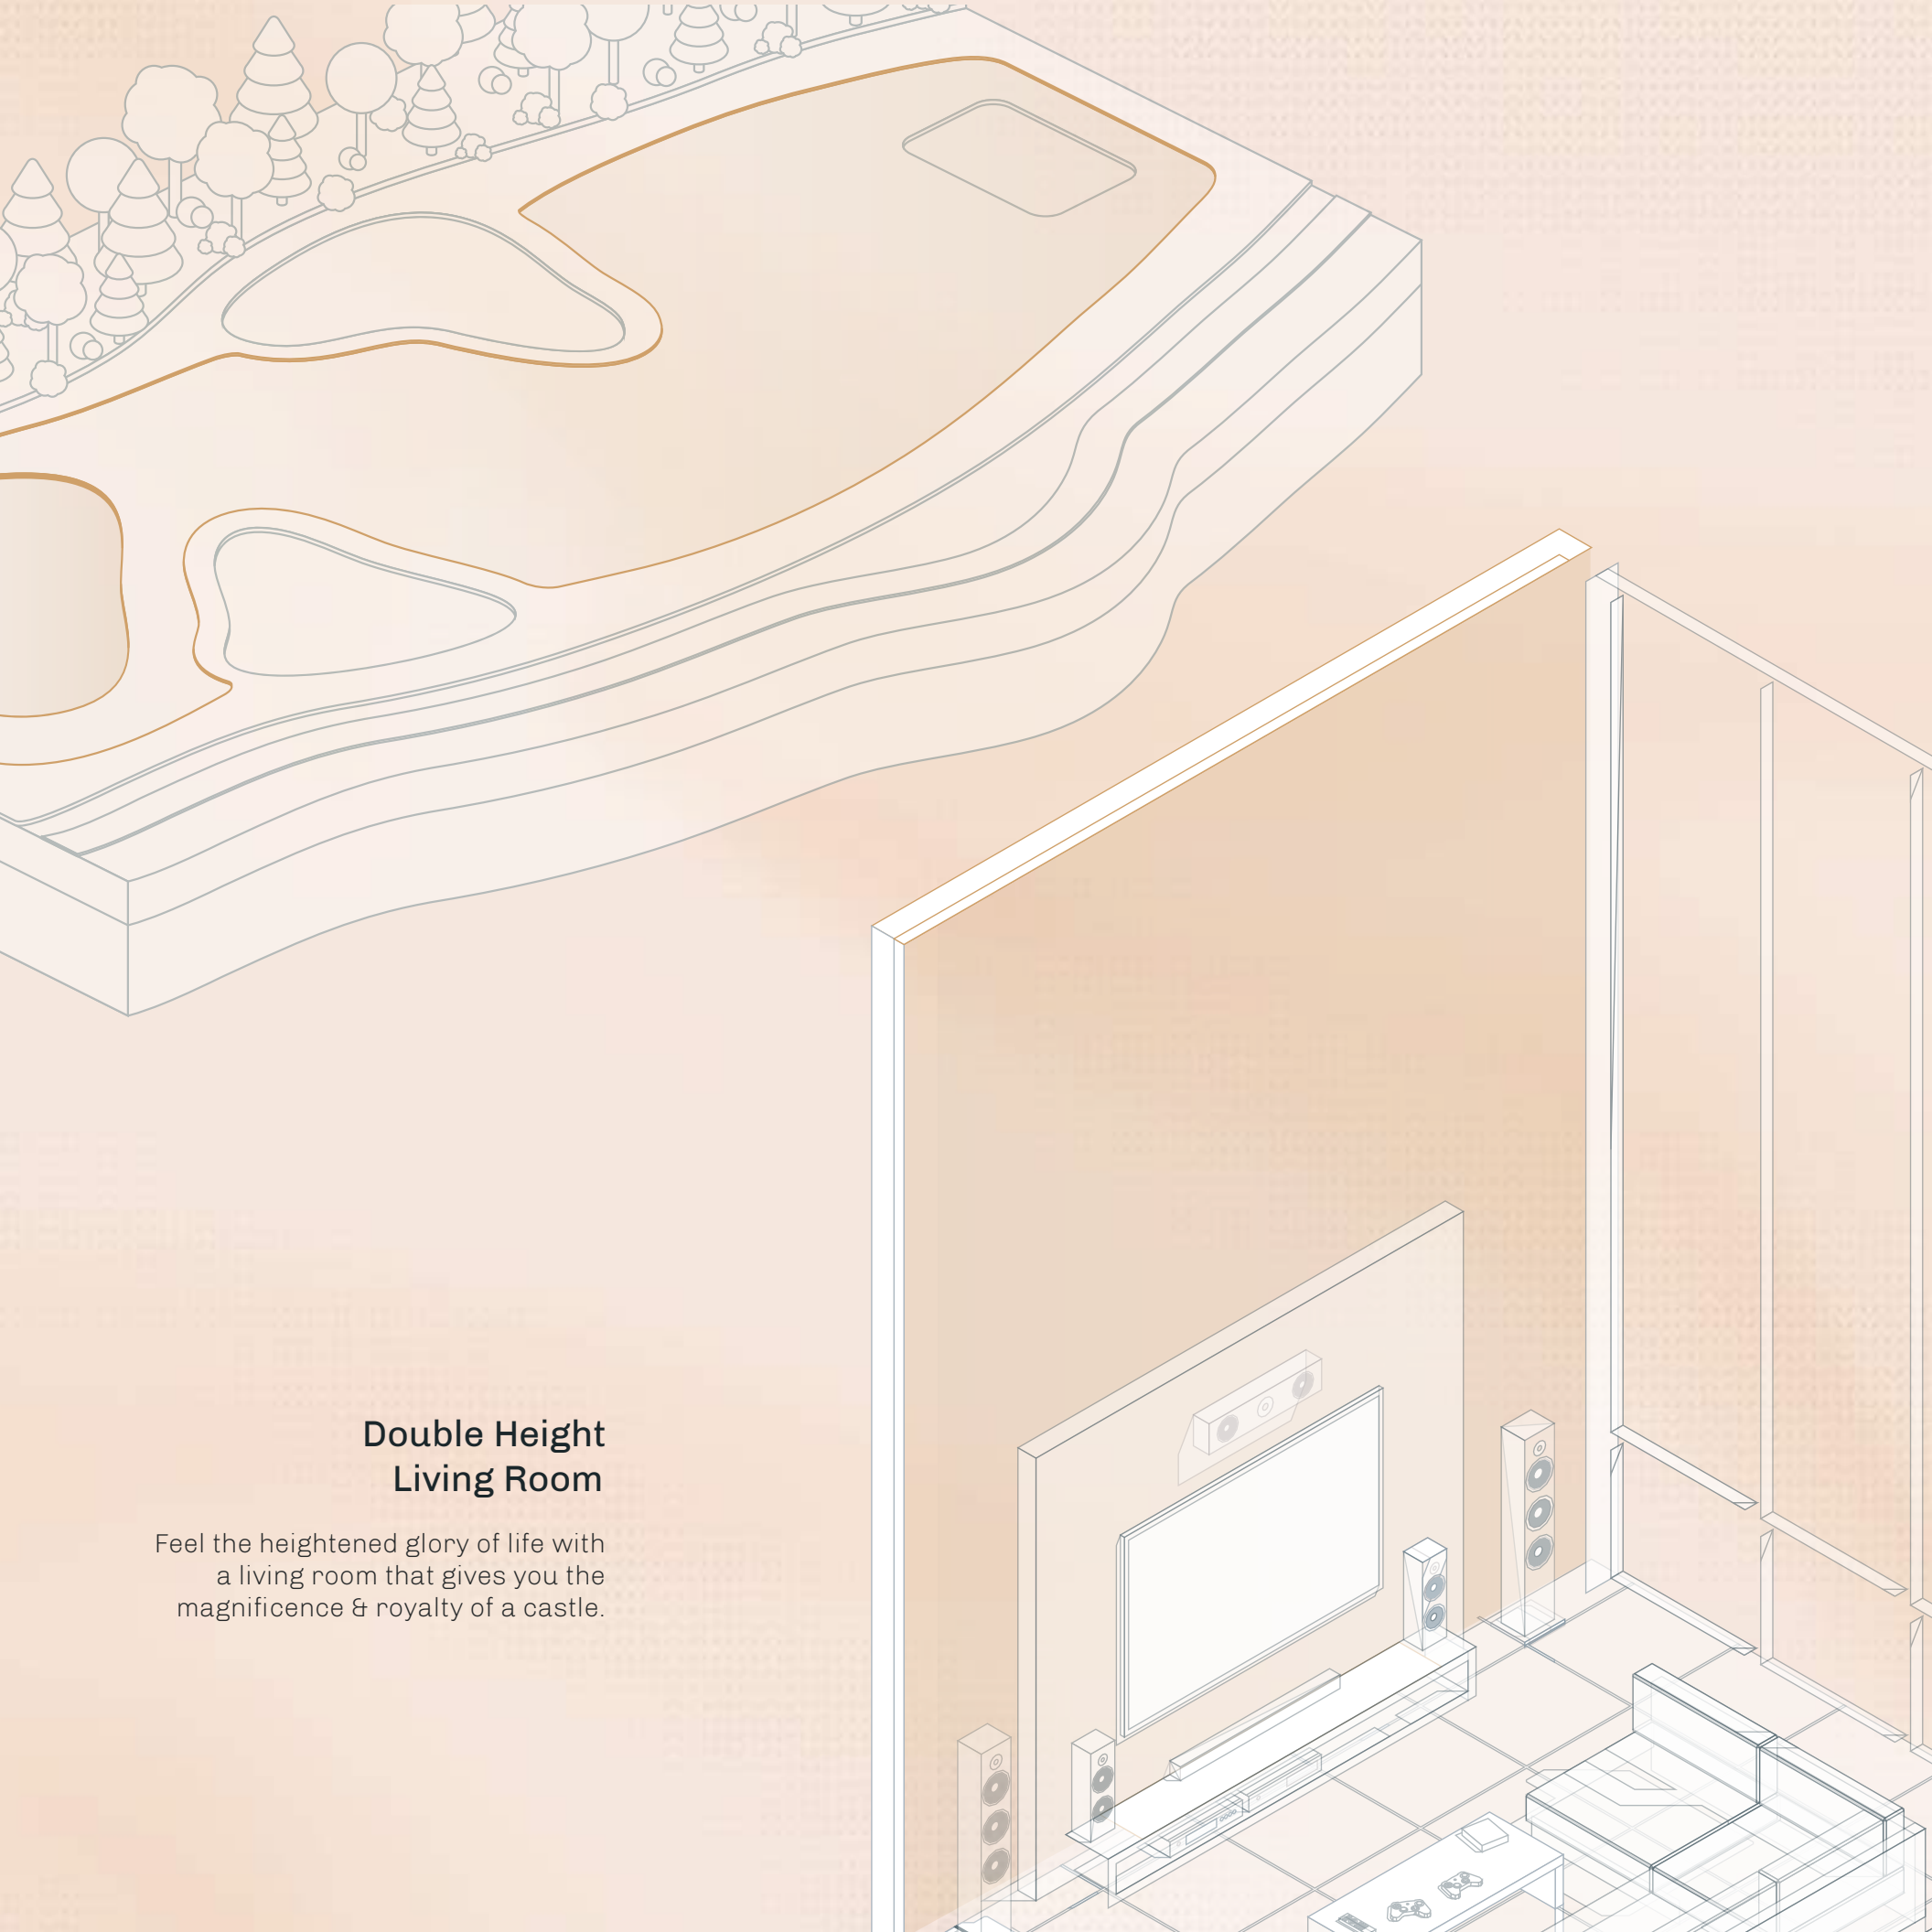 Double Height
Living Room
Feel the heightened glory of life with
a living room that gives you the
magnificence & royalty of a castle.